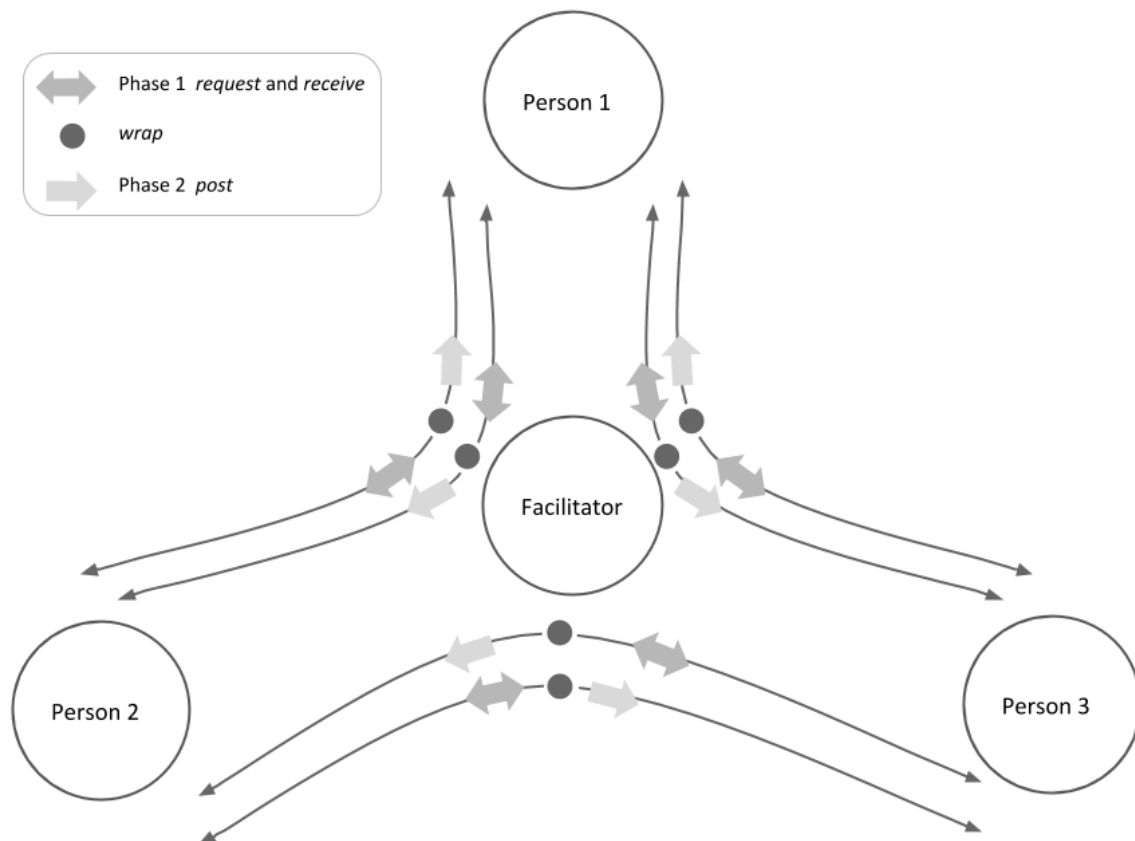 Person 1
Phase 1 request and receive
wrap
Phase 2 post
Facilitator
Person 2
Person 3